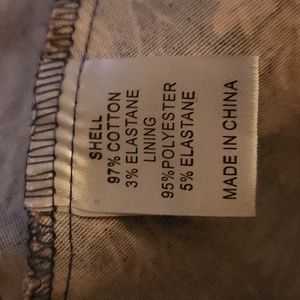 SHELL
97% COTTON
3% ELASTANE
LINING
95%POLYESTER
5% ELASTANE
MADE IN CHINA